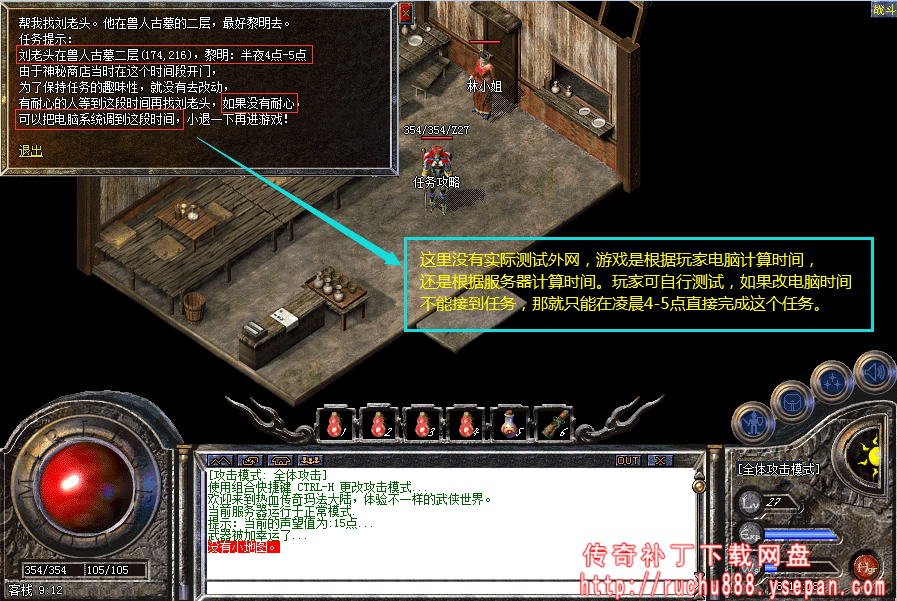 帮我找刘老头。他在兽人古墓的二层，最好黎明去。
任务提示：
刘老头在兽人古墓二层(174,216)，黎明：半夜4点-5点
由于神秘商店当时在这个时间段开门，
为了保持任务的趣味性，就没有去改动，
有耐心的人等到这段时间再找刘老头，如果没有耐心，
可以把电脑系统调到这段时间，小退一下再进游戏！
退出
战斗
林小姐
354/354/Z27
任务攻略
这里没有实际测试外网，游戏是根据玩家电脑计算时间，
还是根据服务器计算时间。玩家可自行测试，如果改电脑时间
不能接到任务，那就只能在凌晨4-5点直接完成这个任务。
1
2
3
4
5
6
OUT
[攻击模式: 全体攻击]
使用组合快捷键 CTRL-H 更改攻击模式...
欢迎来到热血传奇玛法大陆，体验不一样的武侠世界。
当前服务器运行于正常模式.
提示: 当前的声望值为:15点...
武器被加幸运了...
没有小地图。
[全体攻击模式]
Lv
27
Exp
354/354
105/105
客栈 9:12
传奇补丁下载网盘
http://ruchu888.ysepan.com